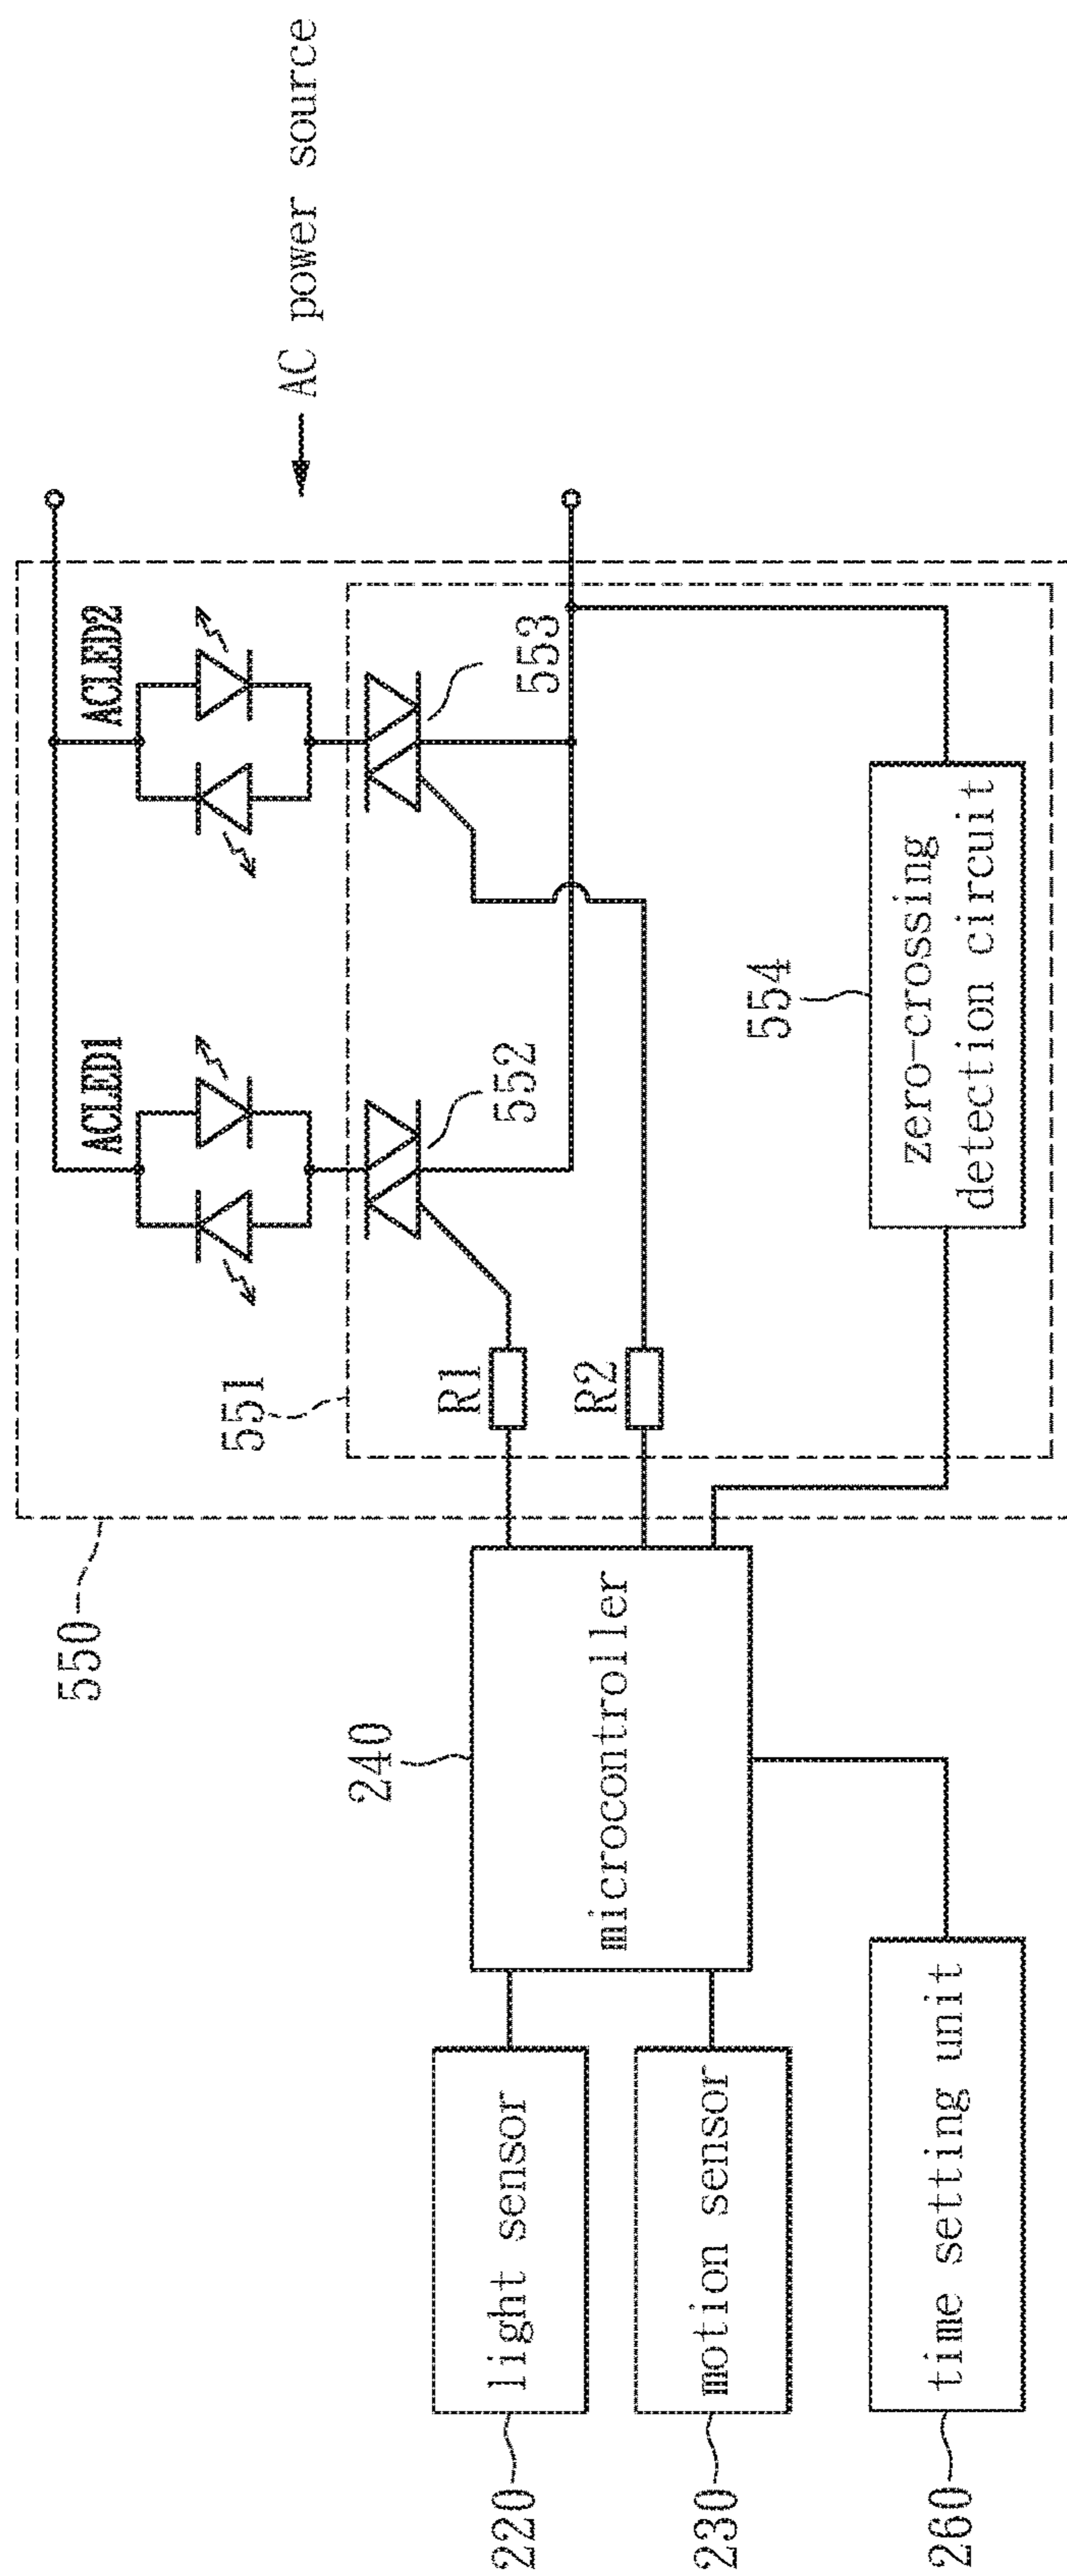 550
ACLED1
ACLED2
AC power source
551
240
R1
552
553
220
light sensor
microcontroller
R2
230
motion sensor
554
260
time setting unit
zero-crossing
detection circuit